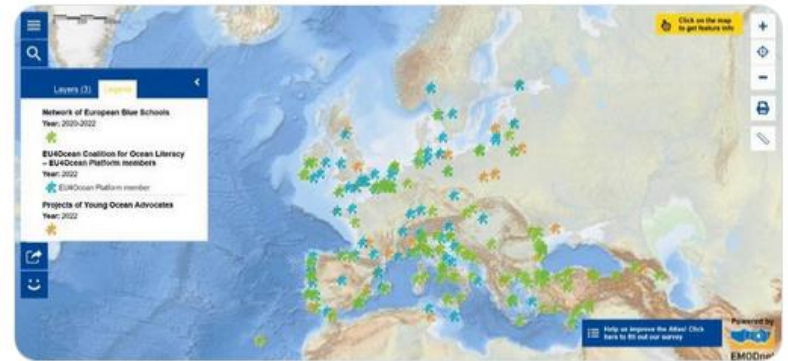 Click on the map
to get feature info
Layers (3) Legend
Network of European Blue Schools
Year: 2020-2022
EU4Ocean Coalition for Ocean Literacy
– EU4Ocean Platform members
Year: 2022
EU4Ocean Platform member
Projects of Young Ocean Advocates
Year: 2022
Help us improve the Atlas! Click
here to fill out our survey
Powered by
EMODnet